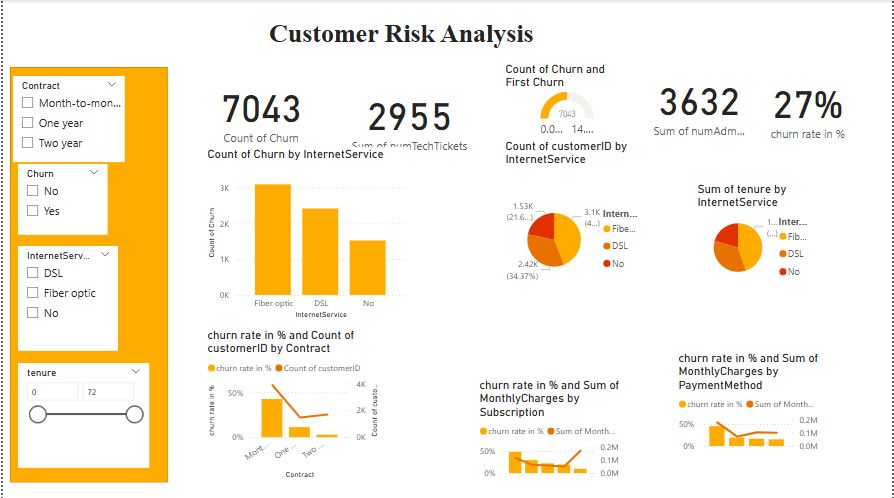 Customer Risk Analysis
Contract
Month-to-mon...
One year
Two year
Churn
No
Yes
InternetServ...
DSL
Fiber optic
No
tenure
0
72
7043
Count of Churn
2955
Sum of numTechTickets
Count of Churn and
First Churn
7043
0.0...
14....
3632
Sum of numAdm...
27%
churn rate in %
Count of Churn by InternetService
Count of Churn
3K
2K
1K
0K
Fiber optic
DSL
No
InternetService
Count of customerID by
InternetService
1.53K
(21.6...)
3.1K
(4...)
2.42K
(34.37%)
Intern...
Fibe...
DSL
No
Sum of tenure by
InternetService
1...
(...)
Inter...
Fib...
DSL
No
churn rate in % and Count of
customerID by Contract
churn rate in %
Count of customerID
churn rate in %
50%
0%
4K
2K
0K
Count of custo...
Mont...
One ...
Two ...
Contract
churn rate in % and Sum of
MonthlyCharges by
Subscription
churn rate in %
Sum of Month...
50%
0%
0.2M
0.1M
0.0M
churn rate in % and Sum of
MonthlyCharges by
PaymentMethod
churn rate in %
Sum of Month...
50%
0%
0.2M
0.1M
0.0M